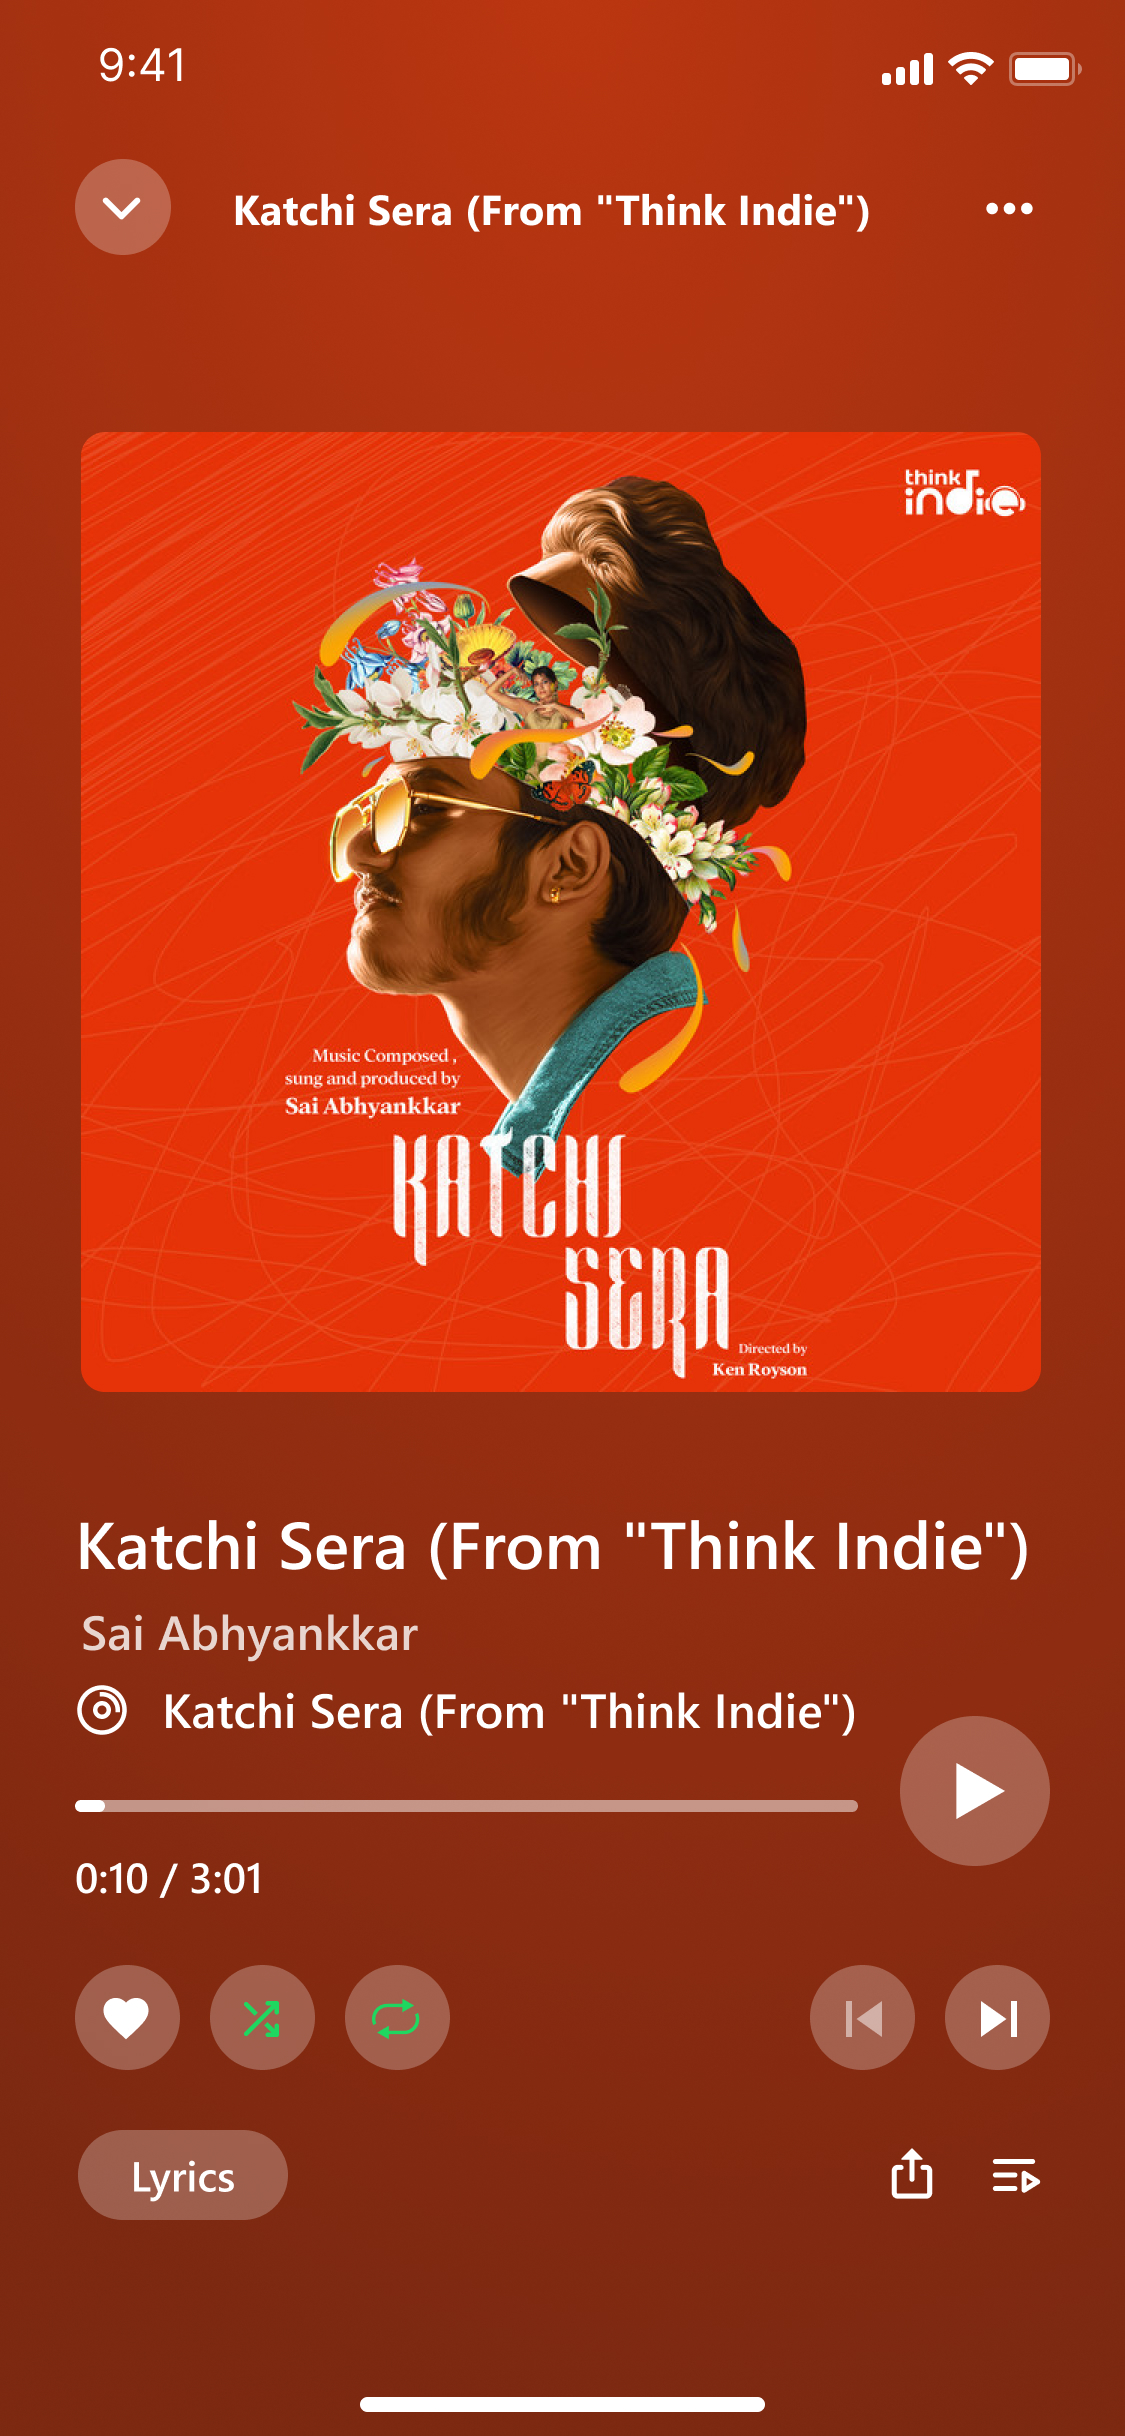 9:41
Katchi Sera (From "Think Indie")
think
indie
Music Composed ,
sung and produced by
Sai Abhyankkar
KATCHI
SERA
Directed by
Ken Royson
Katchi Sera (From "Think Indie")
Sai Abhyankkar
Katchi Sera (From "Think Indie")
0:10 / 3:01
Lyrics